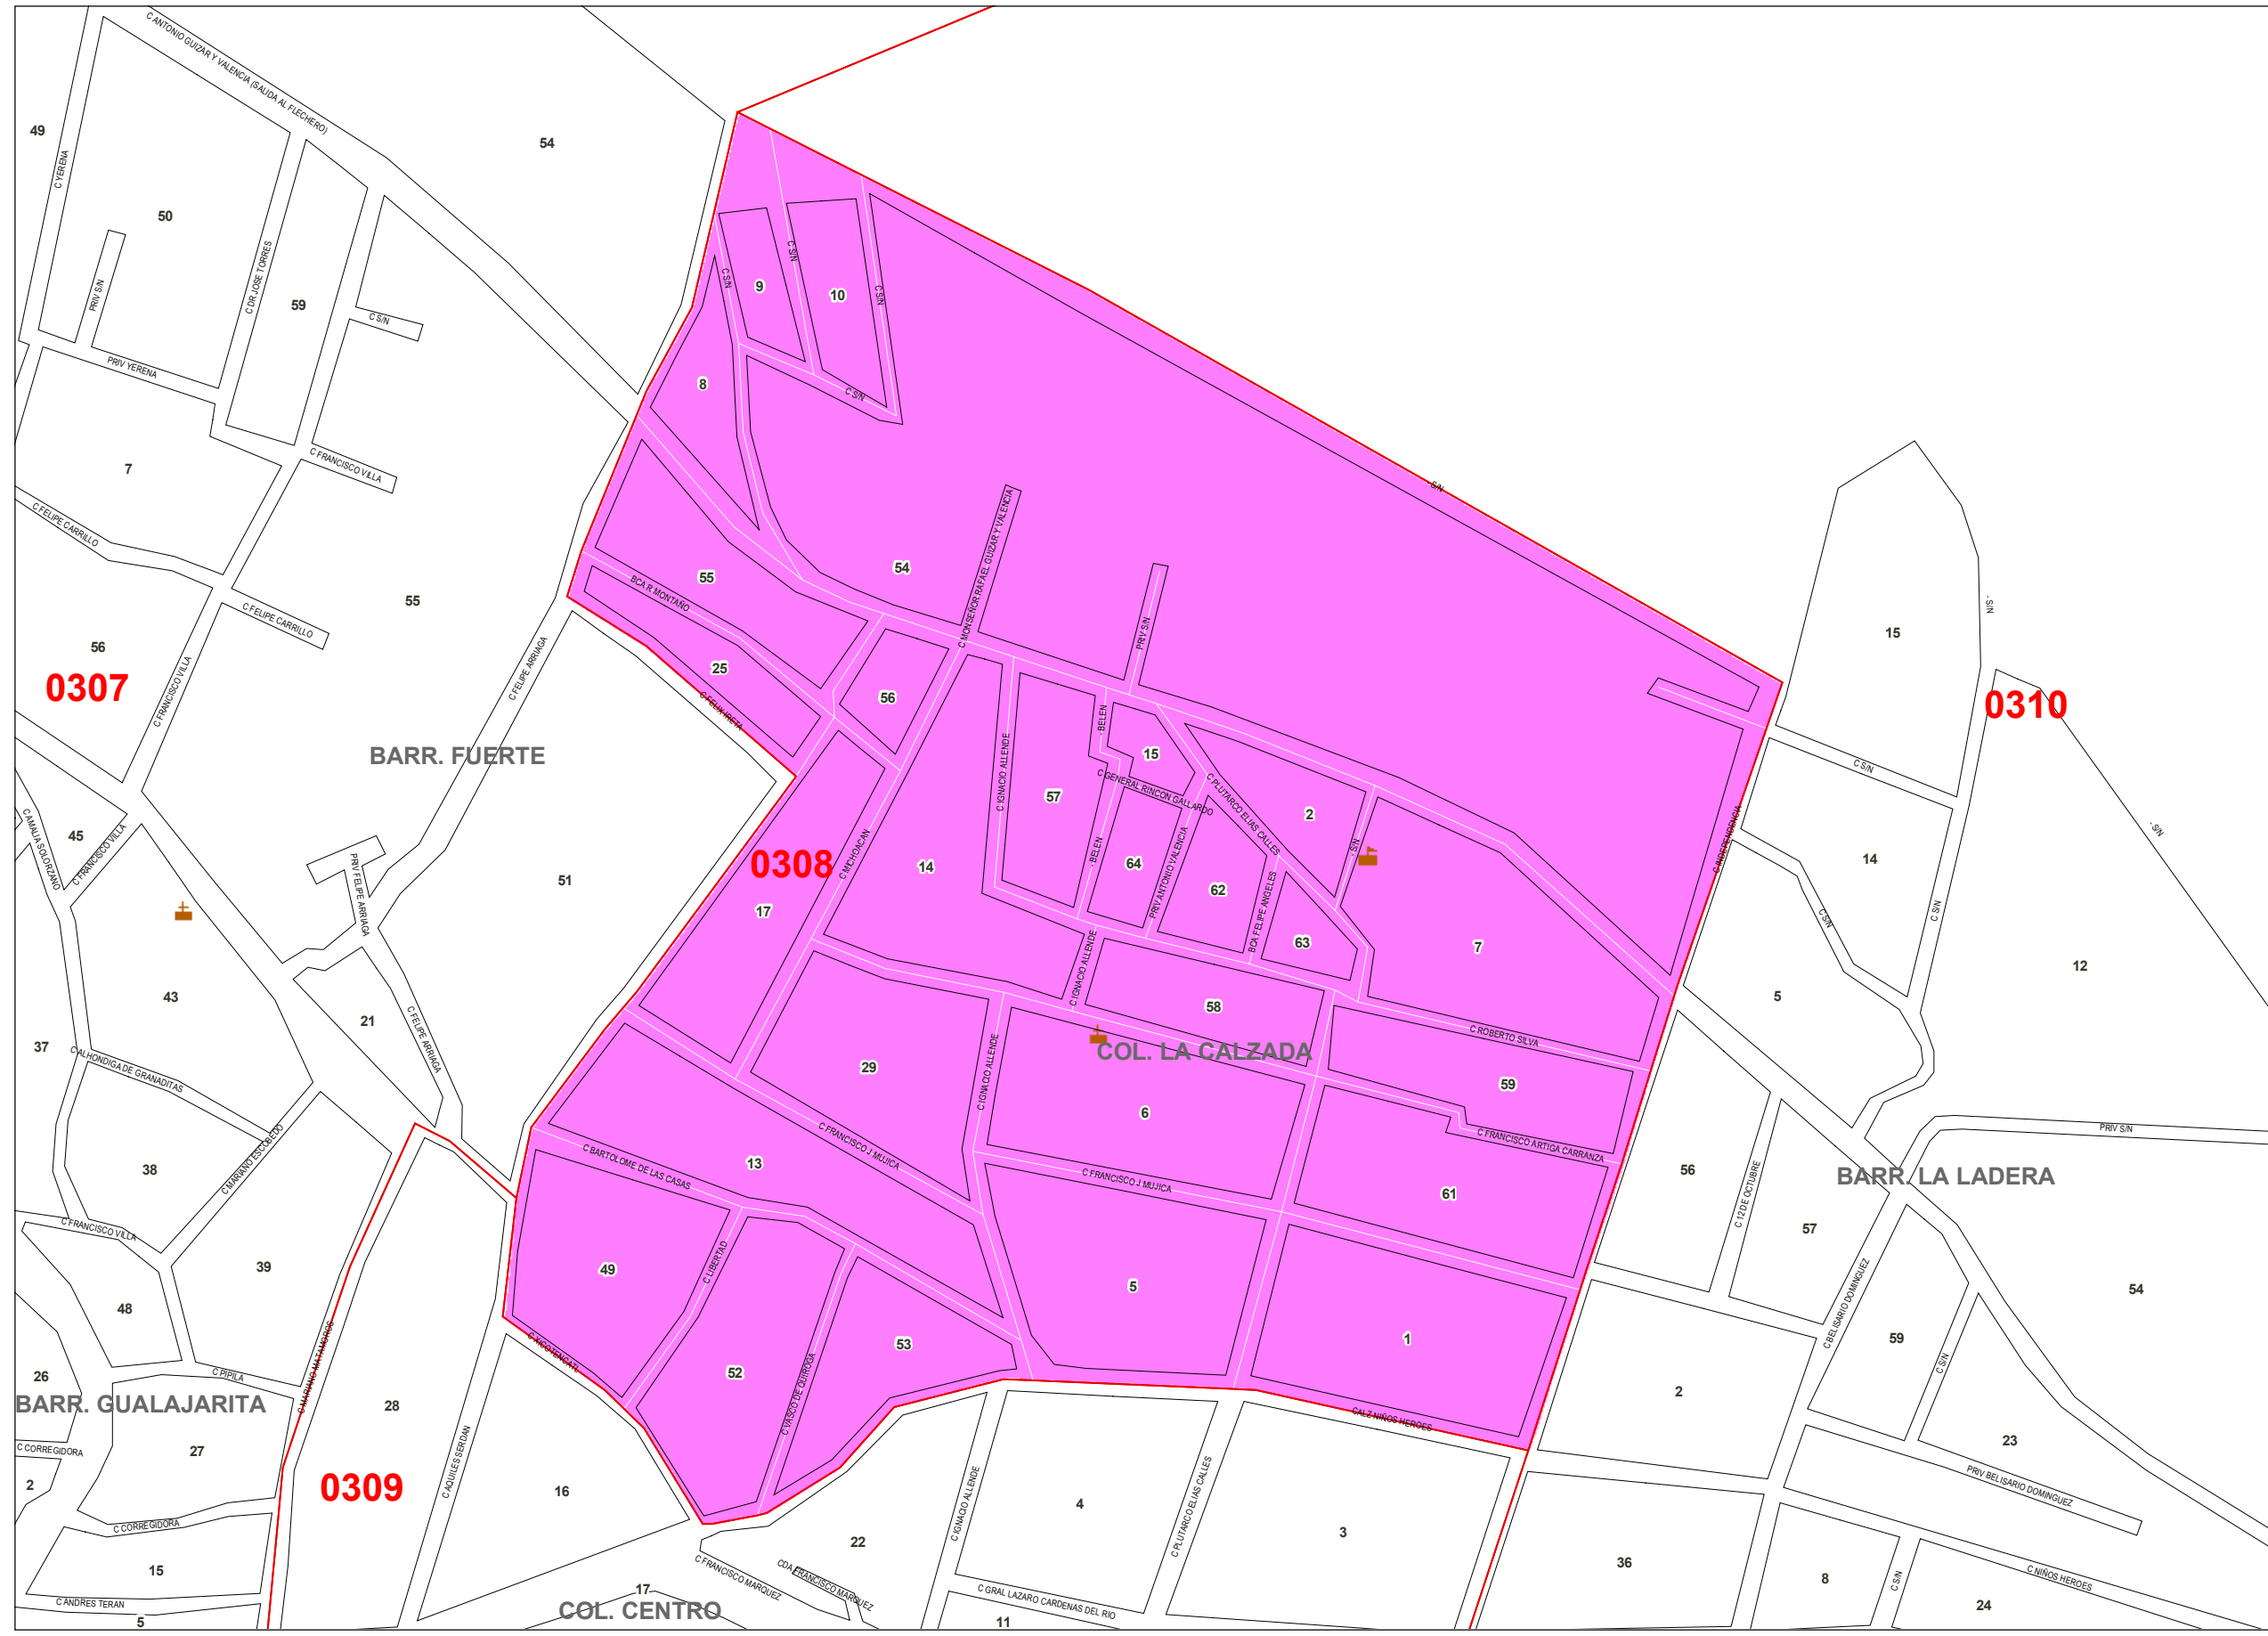 C ANTONIO GUIZAR Y VALENCIA (SALIDA AL FLECHERO)
49
54
C YERENA
50
C DR JOSE TORRES
PRIV S/N
59
C S/N
PRIV YERENA
C S/N
9
C S/N
10
C S/N
8
C S/N
7
C FRANCISCO VILLA
C FELIPE CARRILLO
- S/N
C MONSEÑOR RAFAEL GUIZAR Y VALENCIA
54
55
BCA R MONTAÑO
55
C FELIPE CARRILLO
PRIV S/N
- S/N
15
56
0307
C FRANCISCO VILLA
C FELIPE ARRIAGA
25
C FELIX IRETA
56
0310
BARR. FUERTE
- BELEN
15
C IGNACIO ALLENDE
57
C GENERAL RINCON GALLARDO
C PLUTARCO ELIAS CALLES
2
C S/N
- S/N
45
C AMALIA SOLORZANO
C FRANCISCO VILLA
PRIV FELIPE ARRIAGA
51
0308
C MICHOACAN
14
- BELEN
64
PRIV ANTONIO VALENCIA
62
- S/N
C INDEPENDENCIA
14
17
BCA FELIPE ANGELES
63
7
C S/N
C S/N
12
43
21
C FELIPE ARRIAGA
C IGNACIO ALLENDE
58
5
37
C ALHONDIGA DE GRANADITAS
29
C IGNACIO ALLENDE
COL. LA CALZADA
C ROBERTO SILVA
59
6
C FRANCISCO J MUJICA
C FRANCISCO ARTIGA CARRANZA
PRIV S/N
38
C MARIANO ESCOBEDO
13
C BARTOLOME DE LAS CASAS
C FRANCISCO J MUJICA
61
56
C 12 DE OCTUBRE
BARR. LA LADERA
C FRANCISCO VILLA
39
49
C LIBERTAD
57
48
5
54
C MARIANO MATAMOROS
C XICOTENCATL
53
1
C BELISARIO DOMINGUEZ
59
C S/N
26
C PIPILA
52
C VASCO DE QUIROGA
BARR. GUALAJARITA
28
2
CALZ NIÑOS HEROES
C CORREGIDORA
27
23
2
0309
C AQUILES SERDAN
16
C IGNACIO ALLENDE
4
C PLUTARCO ELIAS CALLES
3
PRIV BELISARIO DOMINGUEZ
C CORREGIDORA
22
15
C FRANCISCO MARQUEZ
CDA FRANCISCO MARQUEZ
36
8
C S/N
C NIÑOS HEROES
C ANDRES TERAN
17
C GRAL LAZARO CARDENAS DEL RIO
24
COL. CENTRO
5
11